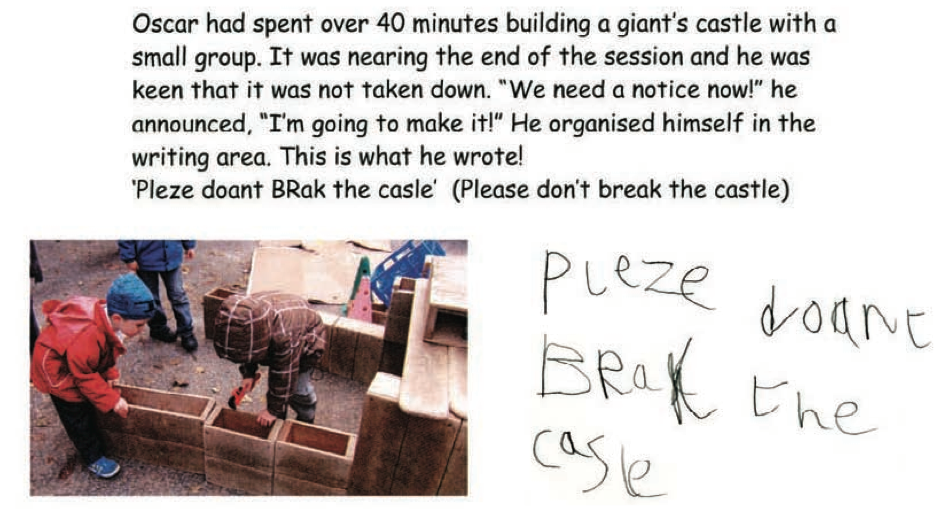 Oscar had spent over 40 minutes building a giant's castle with a
small group. It was nearing the end of the session and he was
keen that it was not taken down. "We need a notice now!" he
announced, "I'm going to make it!" He organised himself in the
writing area. This is what he wrote!
'Pleze doant BRak the casle' (Please don't break the castle)
Pleze doant
BRaK the
casle